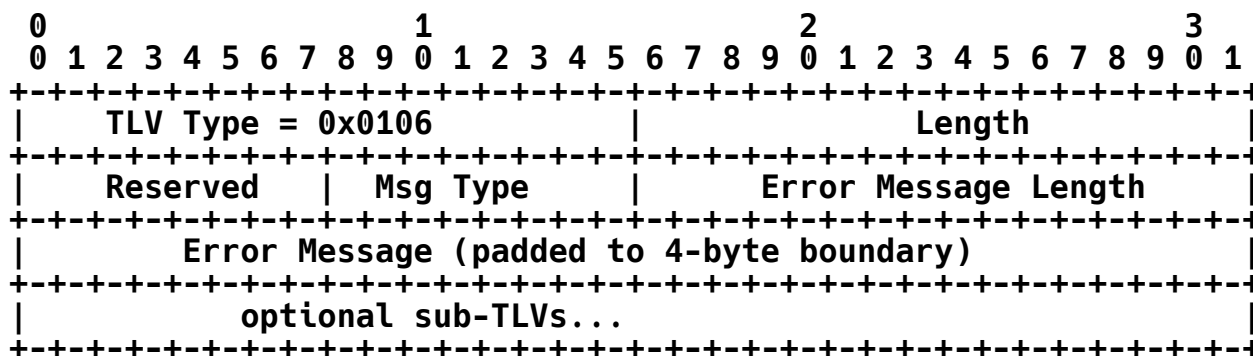 0                   1                   2                   3
 0 1 2 3 4 5 6 7 8 9 0 1 2 3 4 5 6 7 8 9 0 1 2 3 4 5 6 7 8 9 0 1
+-+-+-+-+-+-+-+-+-+-+-+-+-+-+-+-+-+-+-+-+-+-+-+-+-+-+-+-+-+-+-+-+
|    TLV Type = 0x0106          |              Length           |
+-+-+-+-+-+-+-+-+-+-+-+-+-+-+-+-+-+-+-+-+-+-+-+-+-+-+-+-+-+-+-+-+
|    Reserved   |  Msg Type     |      Error Message Length     |
+-+-+-+-+-+-+-+-+-+-+-+-+-+-+-+-+-+-+-+-+-+-+-+-+-+-+-+-+-+-+-+-+
|        Error Message (padded to 4-byte boundary)              |
+-+-+-+-+-+-+-+-+-+-+-+-+-+-+-+-+-+-+-+-+-+-+-+-+-+-+-+-+-+-+-+-+
|           optional sub-TLVs...                                |
+-+-+-+-+-+-+-+-+-+-+-+-+-+-+-+-+-+-+-+-+-+-+-+-+-+-+-+-+-+-+-+-+